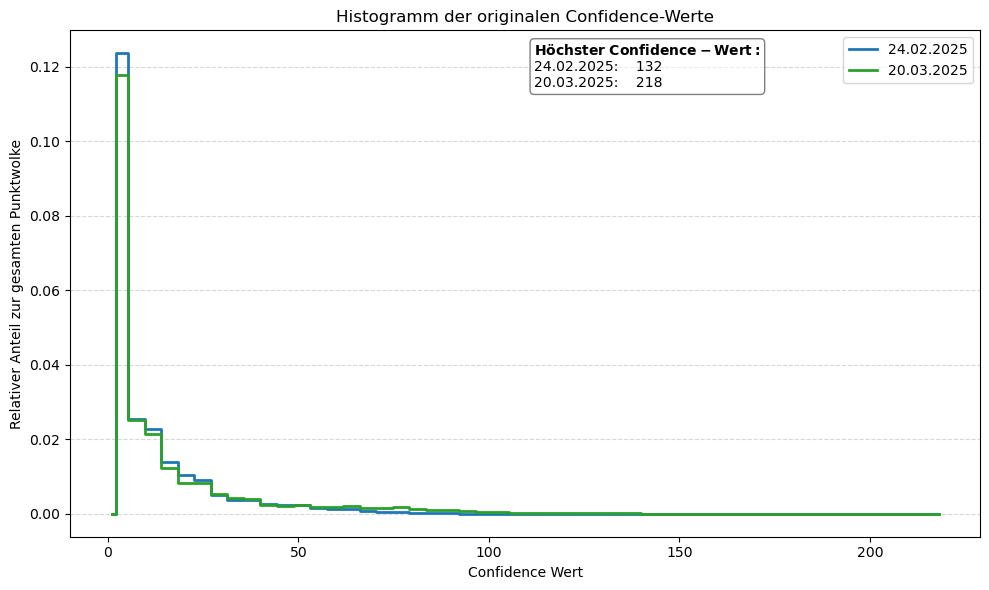 Histogramm der originalen Confidence-Werte
Höchster Confidence – Wert :
24.02.2025: 132
20.03.2025: 218
24.02.2025
20.03.2025
Relativer Anteil zur gesamten Punktwolke
0.12
0.10
0.08
0.06
0.04
0.02
0.00
0 50 100 150 200
Confidence Wert